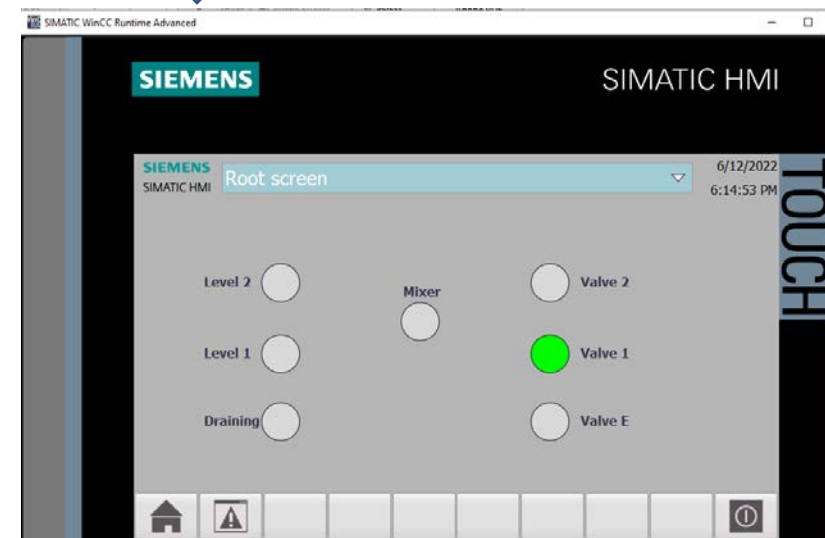 SIMATIC WinCC Runtime Advanced
SIEMENS
SIMATIC HMI
SIEMENS
SIMATIC HMI
Root screen
6/12/2022
6:14:53 PM
TOUCH
Level 2
Mixer
Valve 2
Level 1
Valve 1
Draining
Valve E